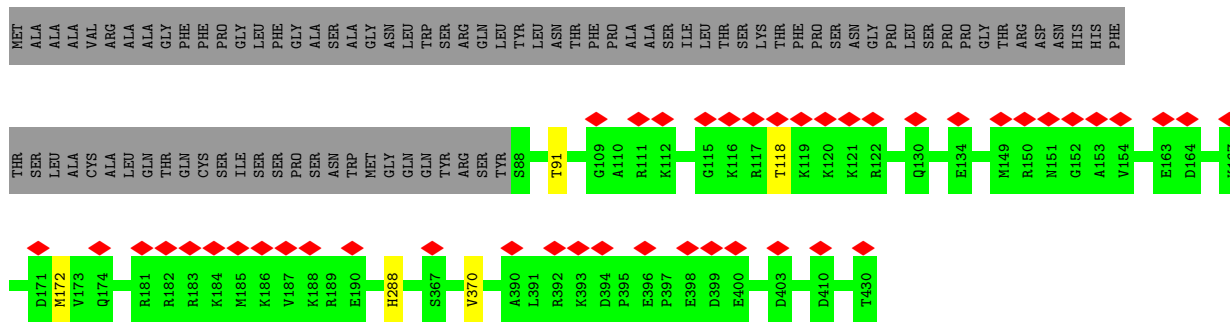 MET ALA ALA ALA VAL ARG ALA ALA GLY PHE PHE PRO GLY LEU PHE GLY ALA SER ALA GLY ASN LEU TRP SER ARG GLN LEU TYR LEU ASN THR PHE PRO ALA ALA SER ILE LEU THR SER LYS THR PHE PRO SER ASN GLY PRO LEU SER PRO PRO GLY THR ARG ASP ASN HIS HIS PHE
THR SER LEU ALA CYS ALA LEU GLN THR GLN CYS SER ILE SER SER PRO SER ASN TRP MET GLY GLN GLN TYR ARG SER TYR S88 T91 G109 A110 R111 K112 G115 K116 R117 T118 K119 K120 K121 R122 Q130 E134 M149 R150 N151 G152 A153 V154 E163 D164
D171 M172 V173 Q174 R181 R182 R183 K184 M185 K186 V187 K188 R189 E190 H288 S367 V370 A390 L391 R392 K393 D394 P395 E396 P397 E398 D399 E400 D403 D410 T430